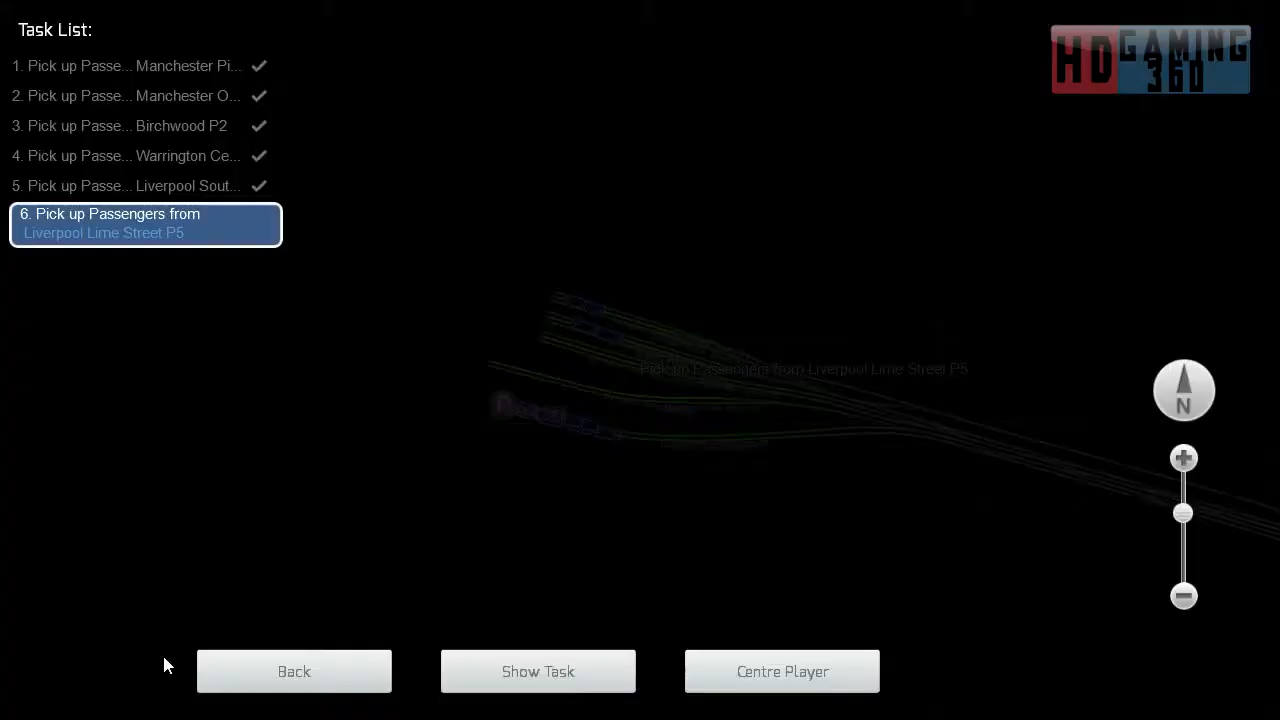 Task List:
HD GAMING 360
1. Pick up Passe... Manchester Pi...
2. Pick up Passe... Manchester O...
3. Pick up Passe... Birchwood P2
4. Pick up Passe... Warrington Ce...
5. Pick up Passe... Liverpool Sout...
6. Pick up Passengers from
Liverpool Lime Street P5
Pick up Passengers from Liverpool Lime Street P5
N
Back
Show Task
Centre Player